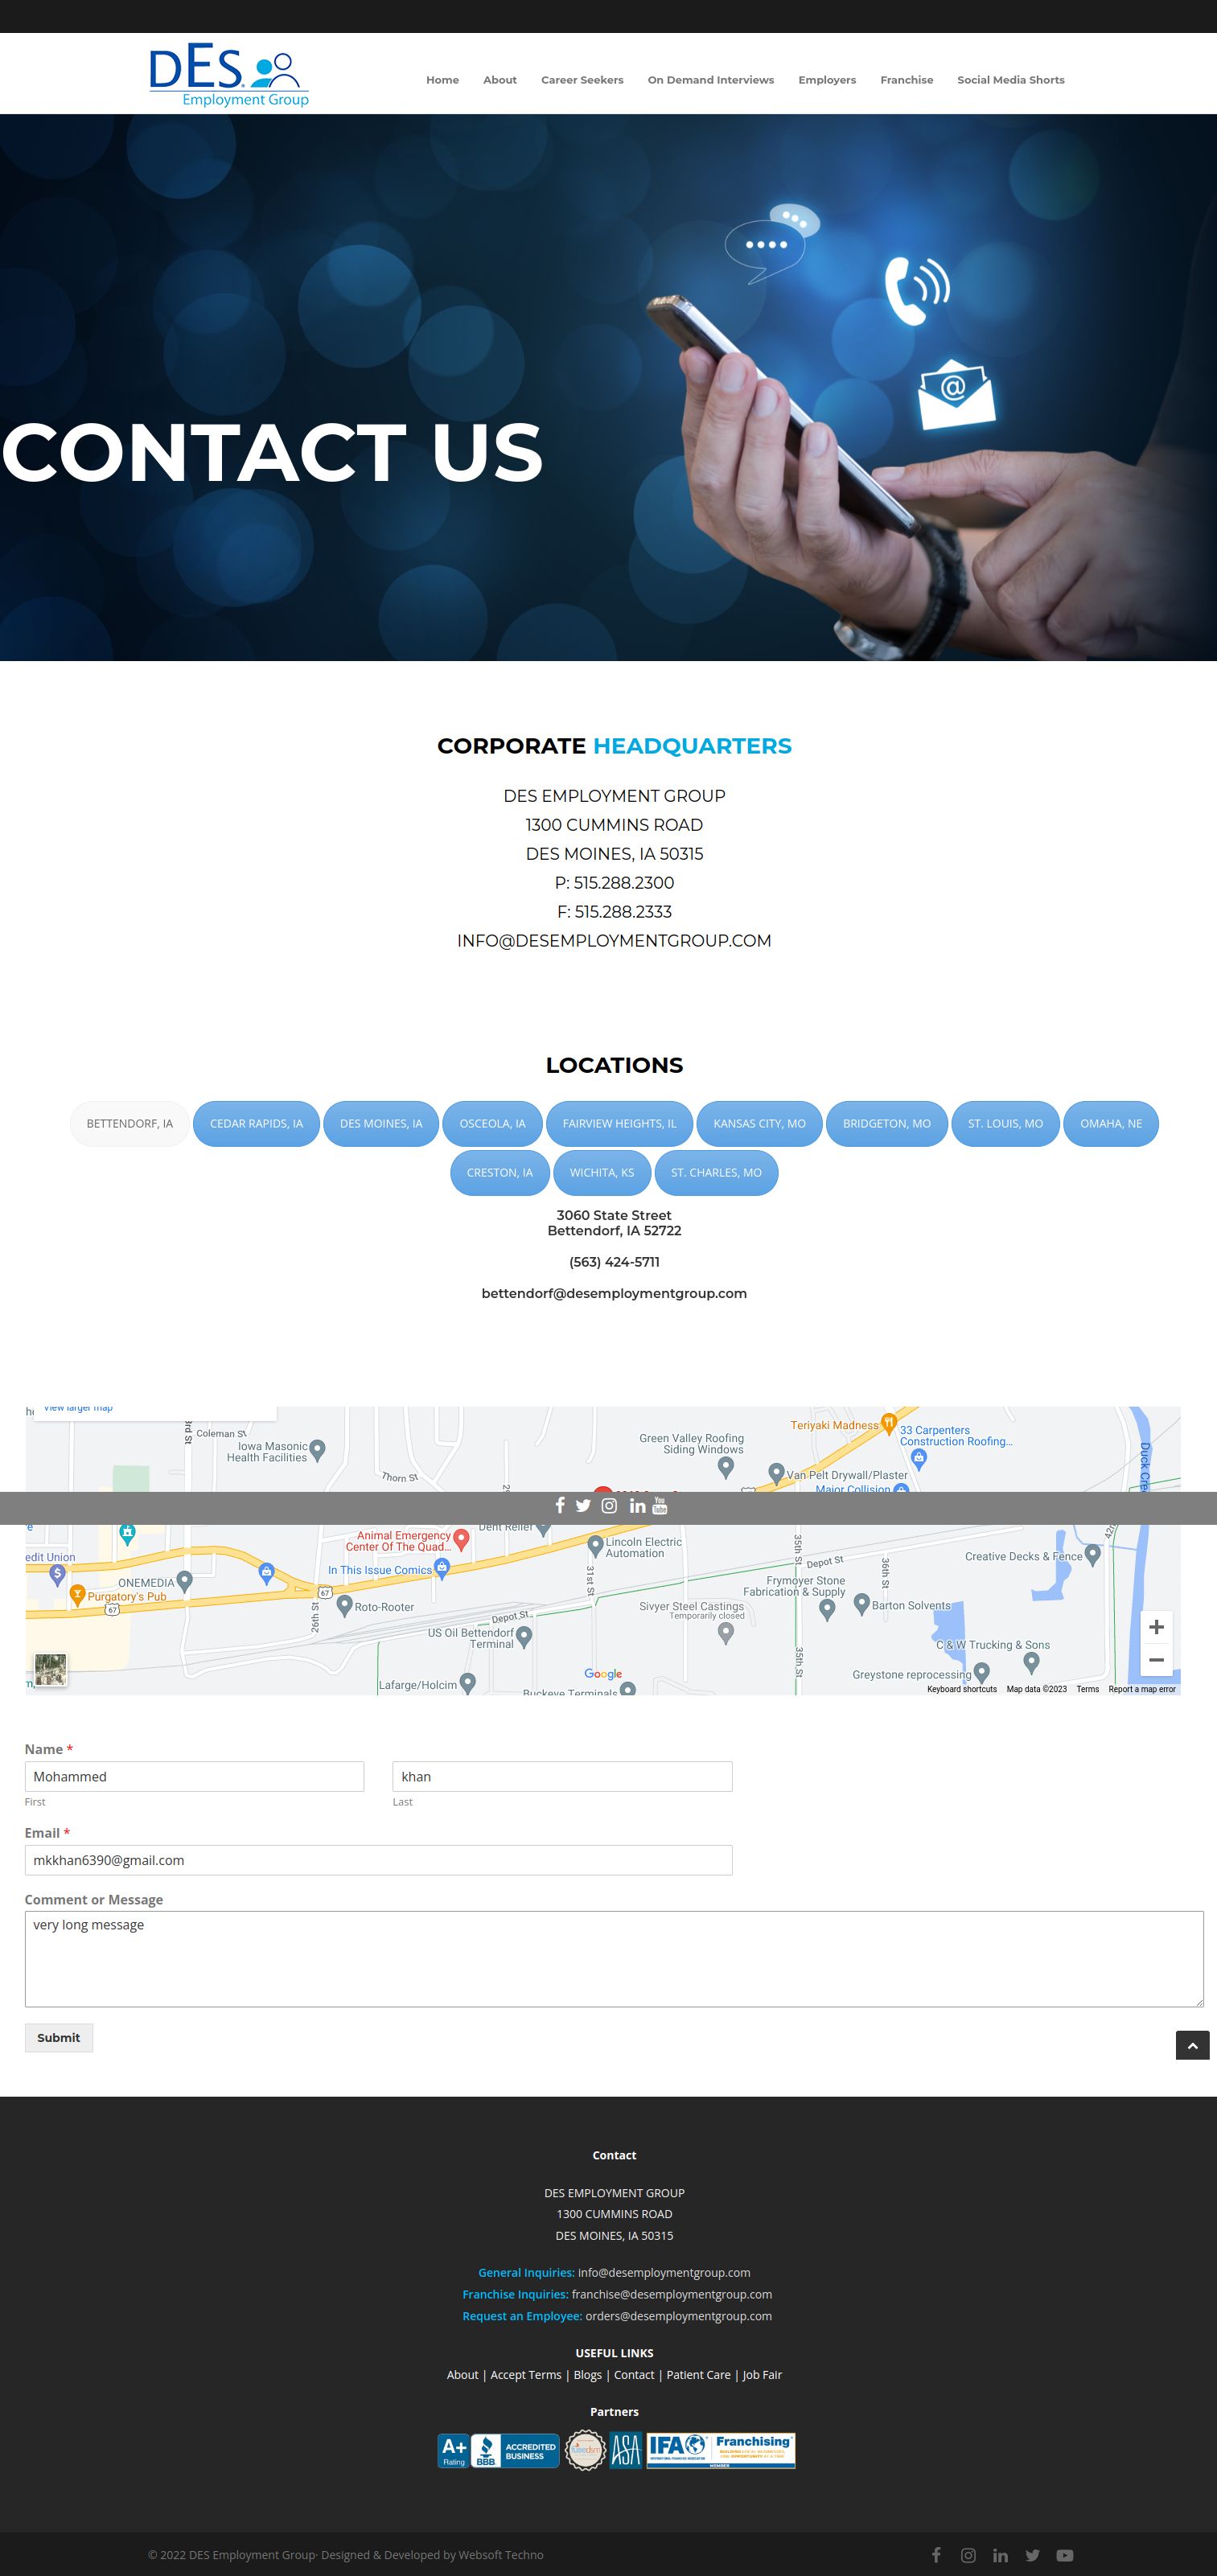 DES
Employment Group
Home About Career Seekers On Demand Interviews Employers Franchise Social Media Shorts
@
CONTACT US
CORPORATE HEADQUARTERS
DES EMPLOYMENT GROUP
1300 CUMMINS ROAD
DES MOINES, IA 50315
P: 515.288.2300
F: 515.288.2333
INFO@DESEMPLOYMENTGROUP.COM
LOCATIONS
BETTENDORF, IA CEDAR RAPIDS, IA DES MOINES, IA OSCEOLA, IA FAIRVIEW HEIGHTS, IL KANSAS CITY, MO BRIDGETON, MO ST. LOUIS, MO OMAHA, NE
CRESTON, IA WICHITA, KS ST. CHARLES, MO
3060 State Street
Bettendorf, IA 52722
(563) 424-5711
bettendorf@desemploymentgroup.com
View larger map
Coleman St
Iowa Masonic
Health Facilities
Thorn St
Green Valley Roofing
Siding Windows
Teriyaki Madness
33 Carpenters
Construction Roofing...
Van Pelt Drywall/Plaster
Major Collision
Duck Cree
You
Tube
Dent Relief
edit Union
ONEMEDIA
Purgatory's Pub
67
67
26th St
Animal Emergency
Center Of The Quad...
In This Issue Comics
Roto-Rooter
Lincoln Electric
Automation
31st St
Depot St
US Oil Bettendorf
Terminal
Lafarge/Holcim
Buckeye Terminals
Sivyer Steel Castings
Temporarily closed
35th St
35th St
Depot St
36th St
Frymoyer Stone
Fabrication & Supply
Barton Solvents
Creative Decks & Fence
C & W Trucking & Sons
Greystone reprocessing
Google
Keyboard shortcuts Map data ©2023 Terms Report a map error
Name *
Mohammed khan
First Last
Email *
mkkhan6390@gmail.com
Comment or Message
very long message
Submit
Contact
DES EMPLOYMENT GROUP
1300 CUMMINS ROAD
DES MOINES, IA 50315
General Inquiries: info@desemploymentgroup.com
Franchise Inquiries: franchise@desemploymentgroup.com
Request an Employee: orders@desemploymentgroup.com
USEFUL LINKS
About | Accept Terms | Blogs | Contact | Patient Care | Job Fair
Partners
A+
Rating
BBB
ACCREDITED
BUSINESS
ASA
IFA
Franchising
MEMBER
© 2022 DES Employment Group· Designed & Developed by Websoft Techno